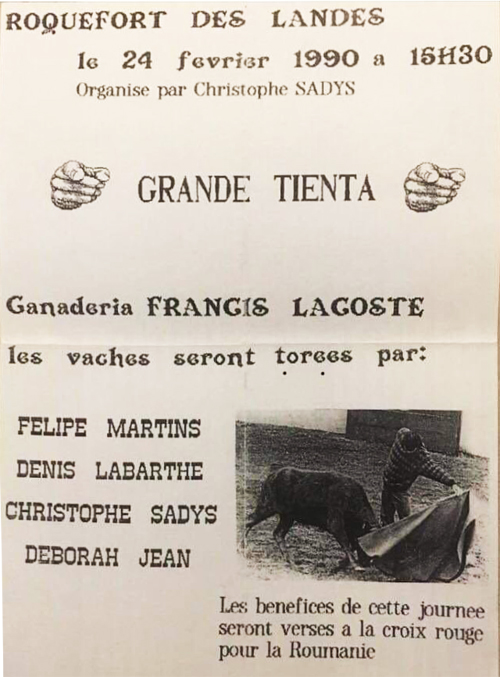 ROQUEFORT DES LANDES
le 24 fevrier 1990 a 15H30
Organise par Christophe SADYS
GRANDE TIENTA
Ganaderia FRANCIS LACOSTE
les vaches seront torees par:
FELIPE MARTINS
DENIS LABARTHE
CHRISTOPHE SADYS
DEBORAH JEAN
Les benefices de cette journee
seront verses a la croix rouge
pour la Roumanie